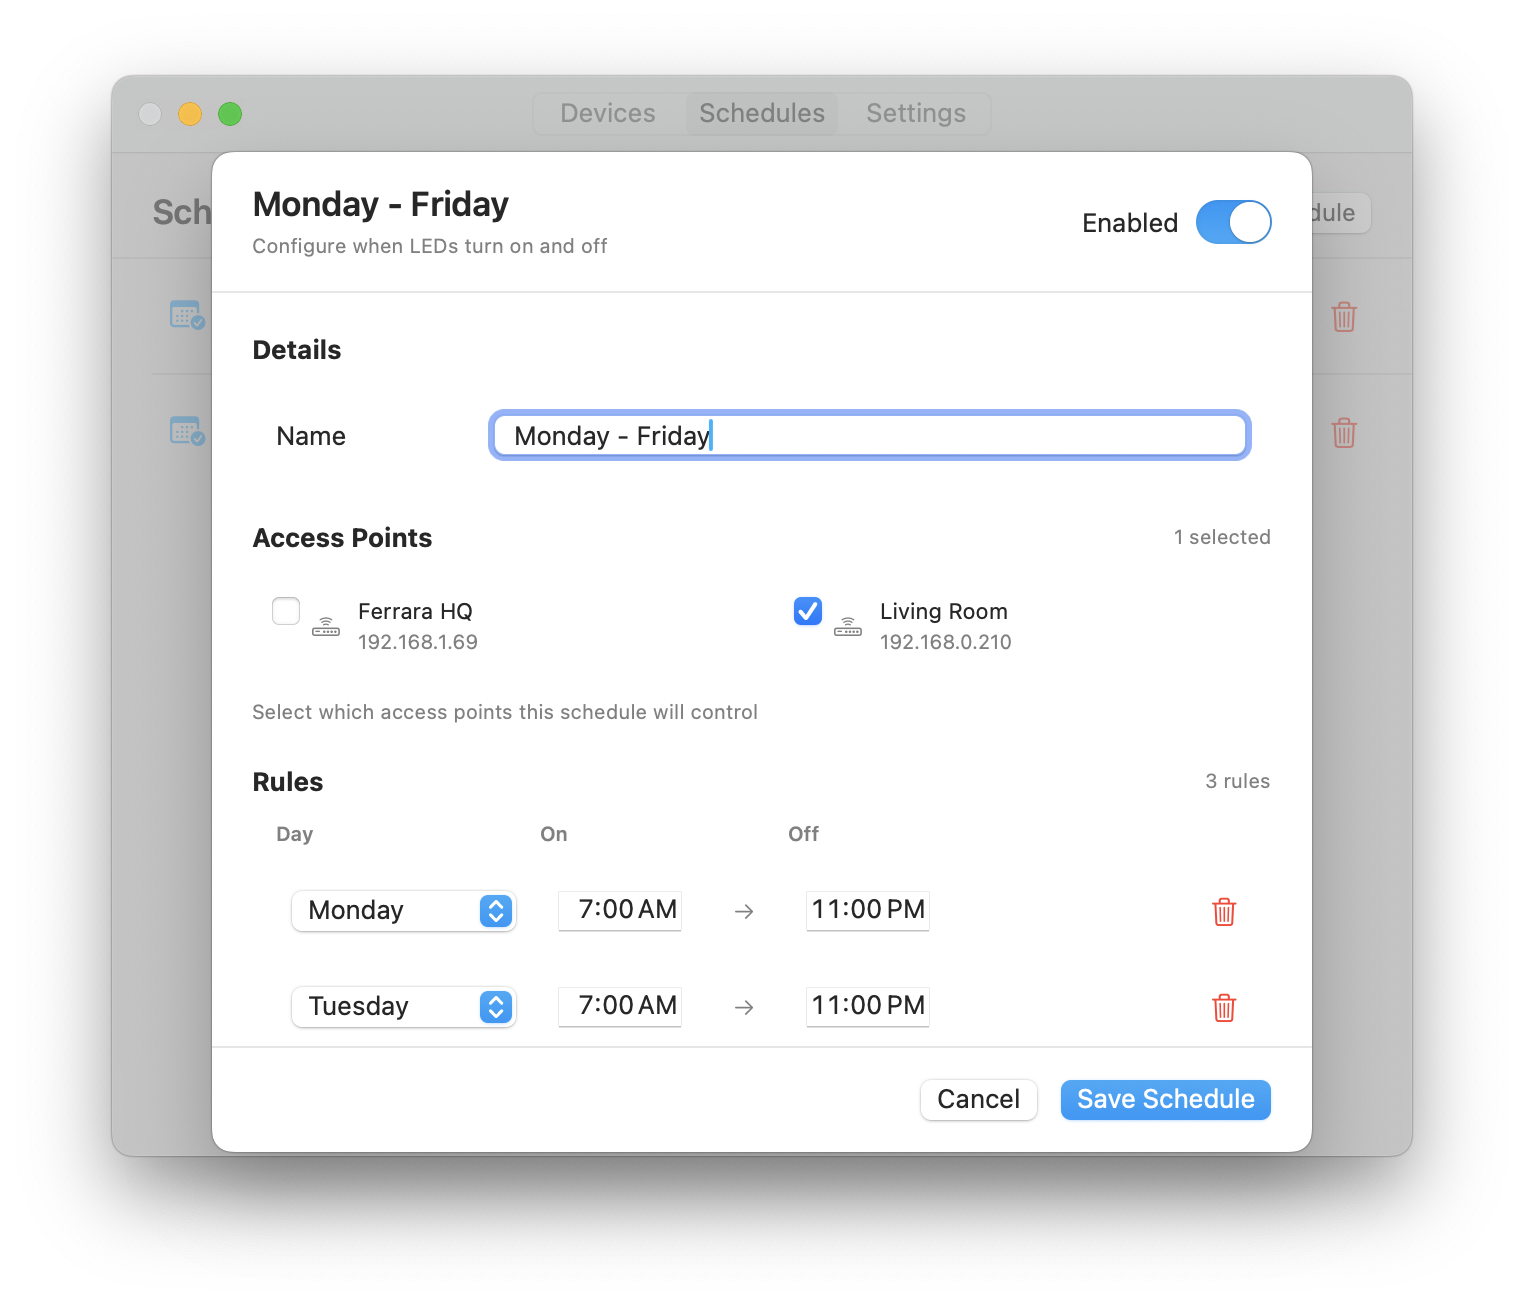 Devices Schedules Settings
Monday - Friday
Configure when LEDs turn on and off
Enabled
Details
Name Monday - Friday
Access Points 1 selected
Ferrara HQ
192.168.1.69
Living Room
192.168.0.210
Select which access points this schedule will control
Rules 3 rules
Day On Off
Monday 7:00 AM → 11:00 PM
Tuesday 7:00 AM → 11:00 PM
Cancel Save Schedule